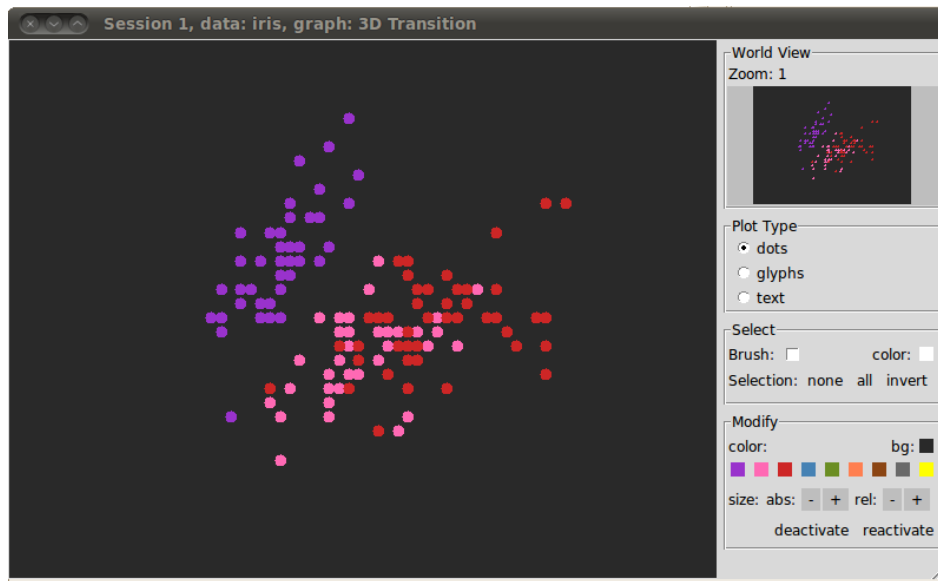 Session 1, data: iris, graph: 3D Transition
World View
Zoom: 1
Plot Type
dots
glyphs
text
Select
Brush: color:
Selection: none all invert
Modify
color: bg:
size: abs: - + rel: - +
deactivate reactivate